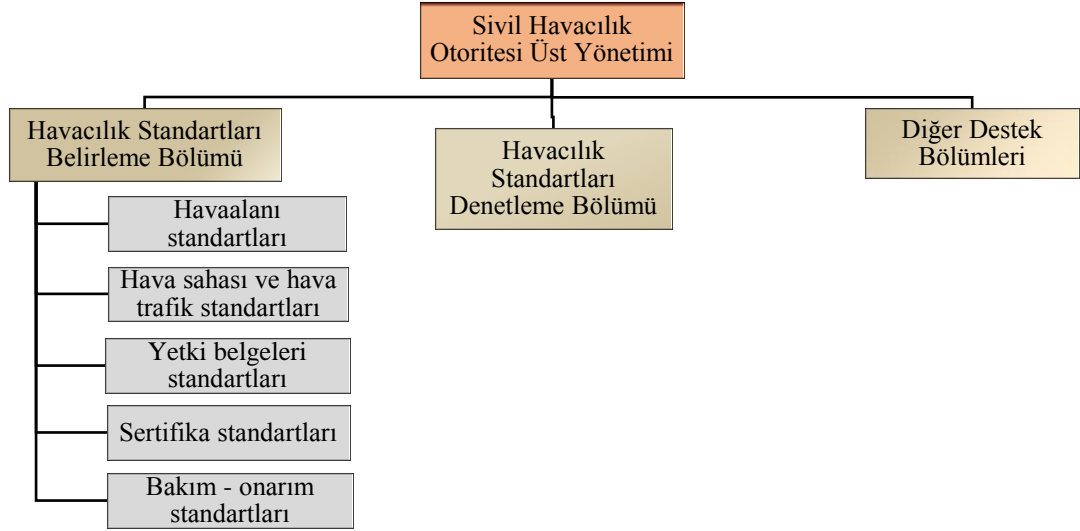 Sivil Havacılık
Otoritesi Üst Yönetimi
Havacılık Standartları
Belirleme Bölümü
Havacılık
Standartları
Denetleme Bölümü
Diğer Destek
Bölümleri
Havaalanı
standartları
Hava sahası ve hava
trafik standartları
Yetki belgeleri
standartları
Sertifika standartları
Bakım - onarım
standartları